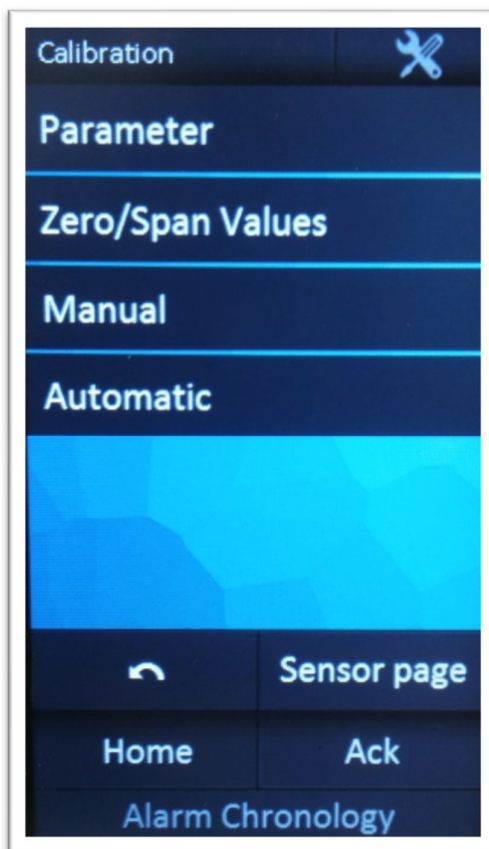 Calibration
Parameter
Zero/Span Values
Manual
Automatic
Sensor page
Home
Ack
Alarm Chronology